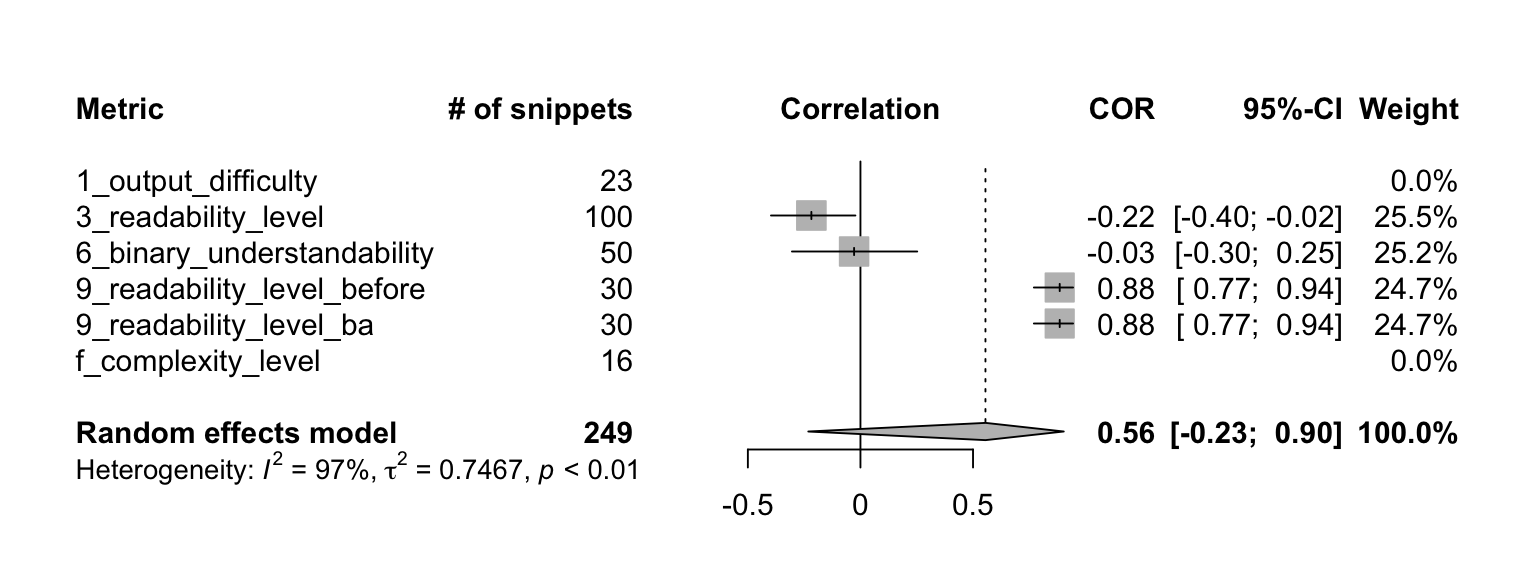 Metric # of snippets Correlation COR 95%-CI Weight
1_output_difficulty 23 0.0%
3_readability_level 100 -0.22 [-0.40; -0.02] 25.5%
6_binary_understandability 50 -0.03 [-0.30; 0.25] 25.2%
9_readability_level_before 30 0.88 [ 0.77; 0.94] 24.7%
9_readability_level_ba 30 0.88 [ 0.77; 0.94] 24.7%
f_complexity_level 16 0.0%
Random effects model 249 0.56 [-0.23; 0.90] 100.0%
Heterogeneity: I² = 97%, τ² = 0.7467, p < 0.01
-0.5 0 0.5